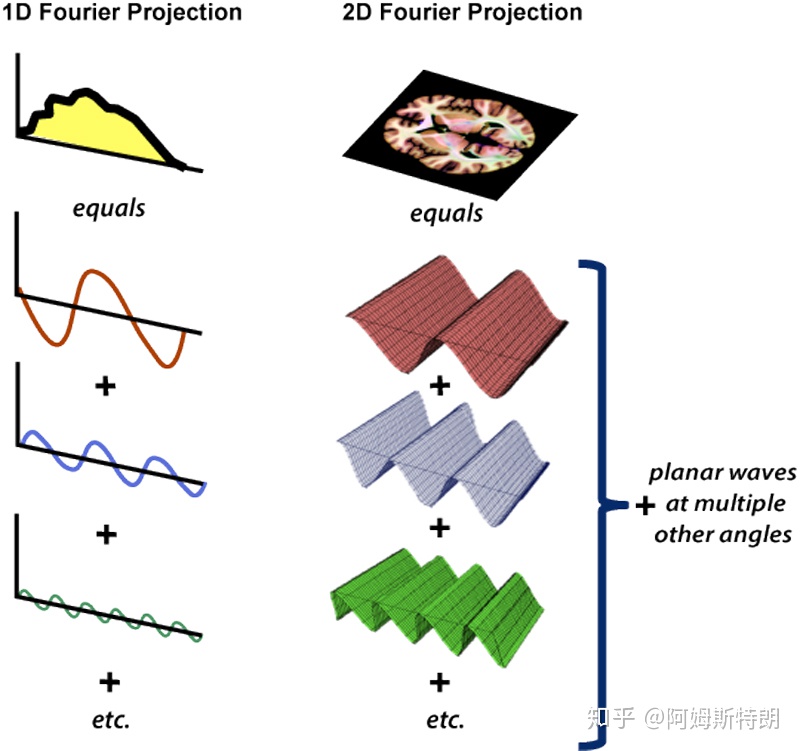 1D Fourier Projection
2D Fourier Projection
equals
equals
+
+
+
+
+ planar waves
at multiple
other angles
+
+
etc.
etc.
知乎 @阿姆斯特朗